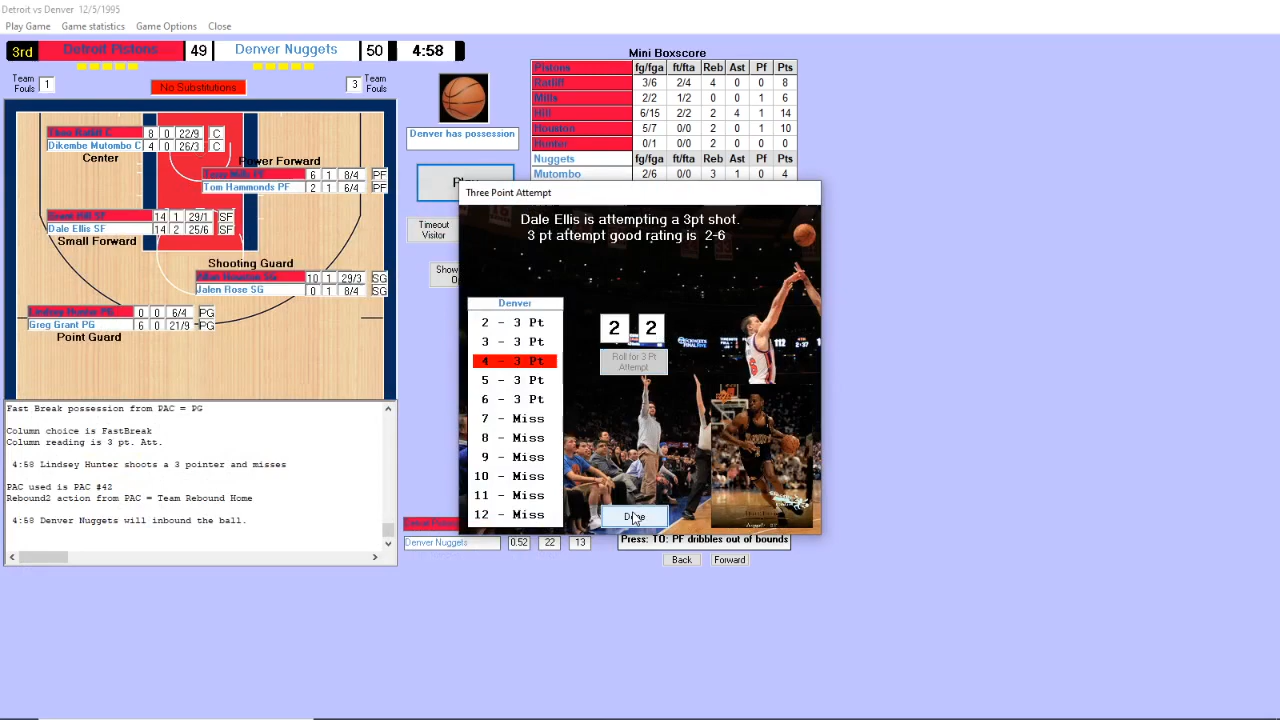 Detroit vs Denver 12/5/1995
Play Game Game statistics Game Options Close
3rd Detroit Pistons 49 Denver Nuggets 50 4:58
Team Fouls 1 No Substitutions 3 Team Fouls
Theo Ratliff C 8 0 22/9 C
Dikembe Mutombo C 4 0 26/3 C
Center
Power Forward
Terry Mills PF 6 1 8/4 PF
Tom Hammonds PF 2 1 6/4 PF
Grant Hill SF 14 1 29/1 SF
Dale Ellis SF 14 2 25/6 SF
Small Forward
Shooting Guard
Allan Houston SG 10 1 29/3 SG
Jalen Rose SG 0 1 8/4 SG
Lindsey Hunter PG 0 0 6/4 PG
Greg Grant PG 6 0 21/9 PG
Point Guard
Fast Break possession from PAC = PG
Column choice is FastBreak
Column reading is 3 pt. Att.
4:58 Lindsey Hunter shoots a 3 pointer and misses
PAC used is PAC #42
Rebound2 action from PAC = Team Rebound Home
4:58 Denver Nuggets will inbound the ball.
Denver has possession
Timeout
Visitor
Show
Mini Boxscore
Pistons fg/fga ft/fta Reb Ast Pf Pts
Ratliff 3/6 2/4 4 0 0 8
Mills 2/2 1/2 0 0 1 6
Hill 6/15 2/2 2 4 1 14
Houston 5/7 0/0 2 0 1 10
Hunter 0/1 0/0 2 0 0 0
Nuggets fg/fga ft/fta Reb Ast Pf Pts
Mutombo 2/6 0/0 3 1 0 4
Three Point Attempt
Dale Ellis is attempting a 3pt shot.
3 pt attempt good rating is 2-6
Denver
2 - 3 Pt
3 - 3 Pt
4 - 3 Pt
5 - 3 Pt
6 - 3 Pt
7 - Miss
8 - Miss
9 - Miss
10 - Miss
11 - Miss
12 - Miss
2 2
Roll for 3 Pt
Attempt
Done
Detroit Pistons
Denver Nuggets 0.52 22 13
Press: TO: PF dribbles out of bounds
Back Forward